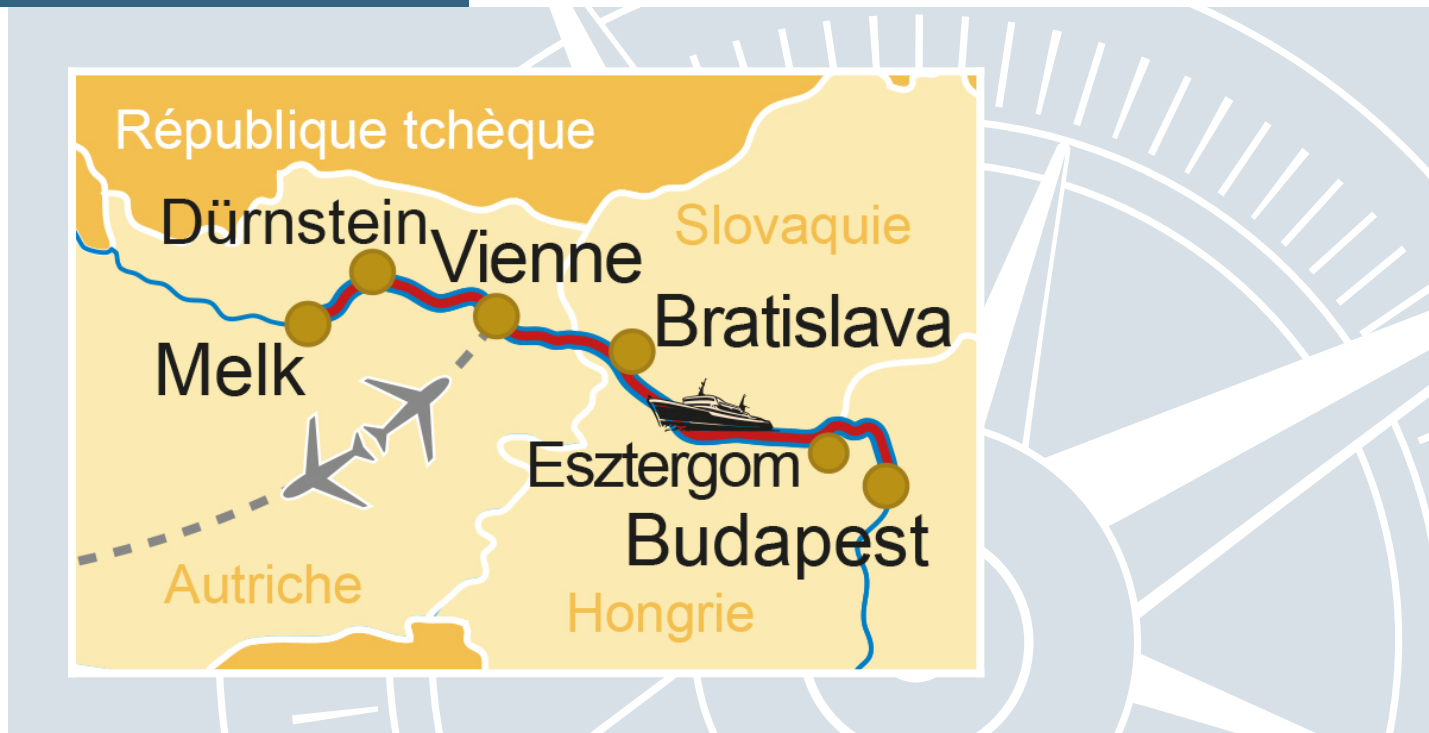 République tchèque
Dürnstein
Vienne
Slovaquie
Bratislava
Melk
Esztergom
Budapest
Autriche
Hongrie